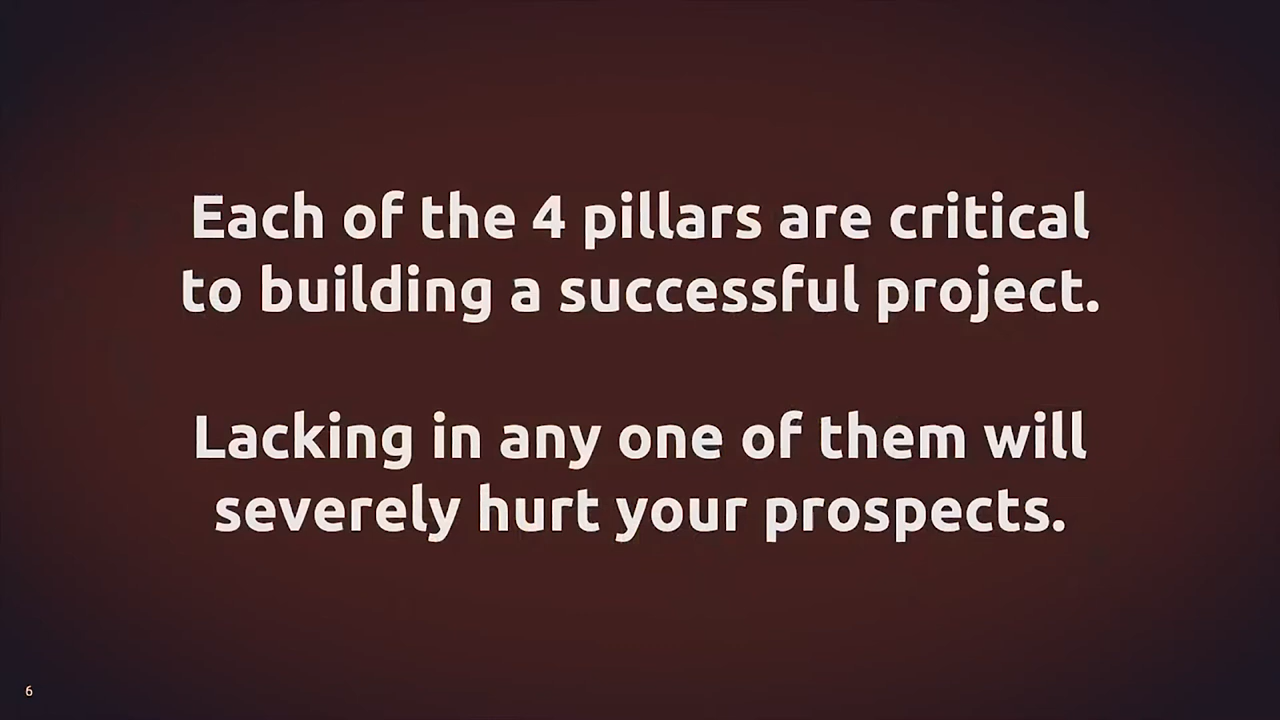 Each of the 4 pillars are critical
to building a successful project.
Lacking in any one of them will
severely hurt your prospects.
6